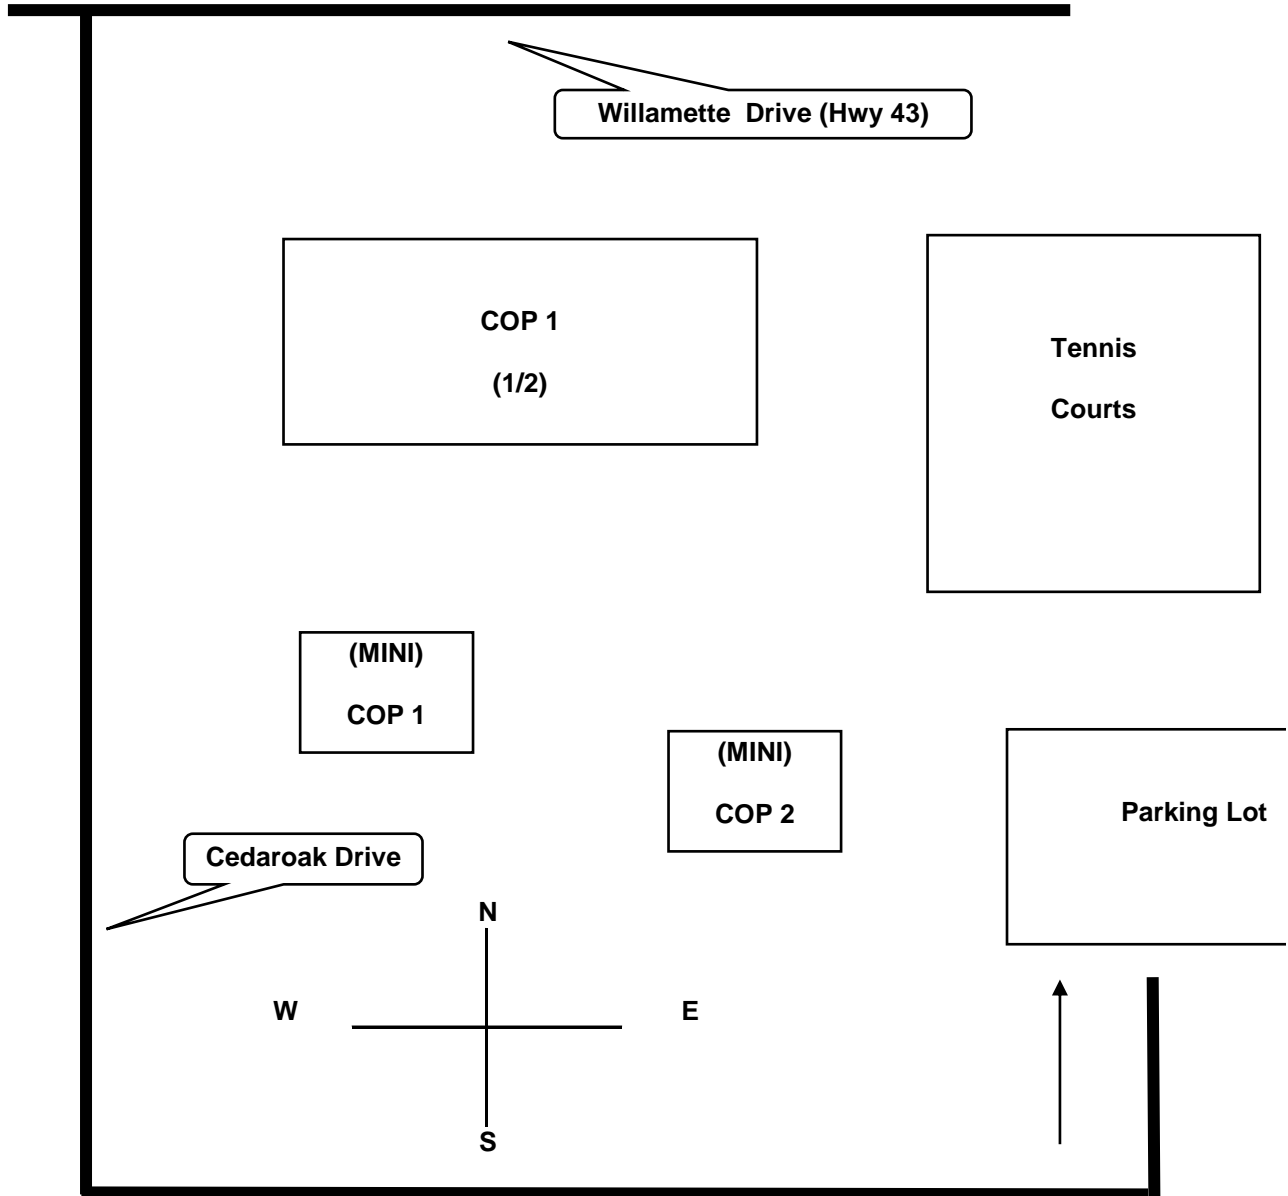 Willamette  Drive (Hwy 43)
COP 1
(1/2)
Tennis
Courts
(MINI)
COP 1
(MINI)
COP 2
Parking Lot
Cedaroak Drive
N
W
E
S